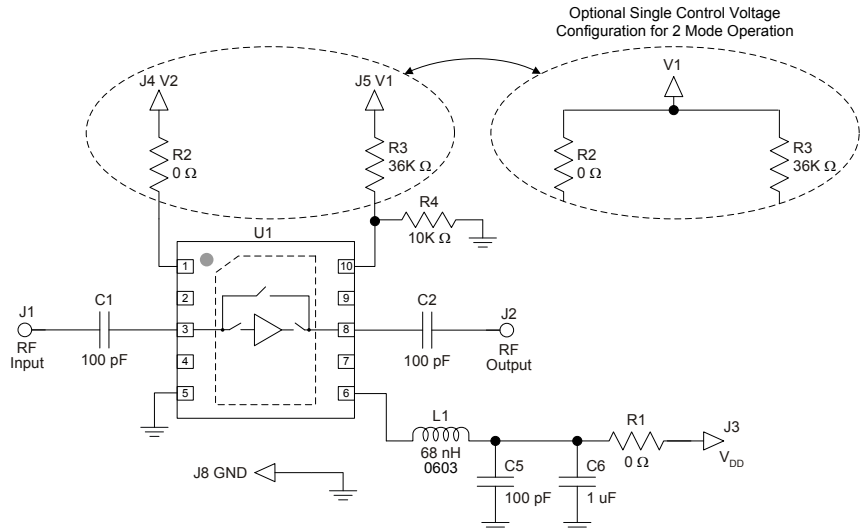 Optional Single Control Voltage
Configuration for 2 Mode Operation
J4 V2
J5 V1
V1
R2
0 Ω
R3
36K Ω
R2
0 Ω
R3
36K Ω
R4
10K Ω
U1
1
10
2
9
J1
RF
Input
C1
100 pF
3
8
C2
100 pF
J2
RF
Output
4
7
5
6
L1
68 nH
0603
R1
0 Ω
J3
VDD
C5
100 pF
C6
1 uF
J8 GND